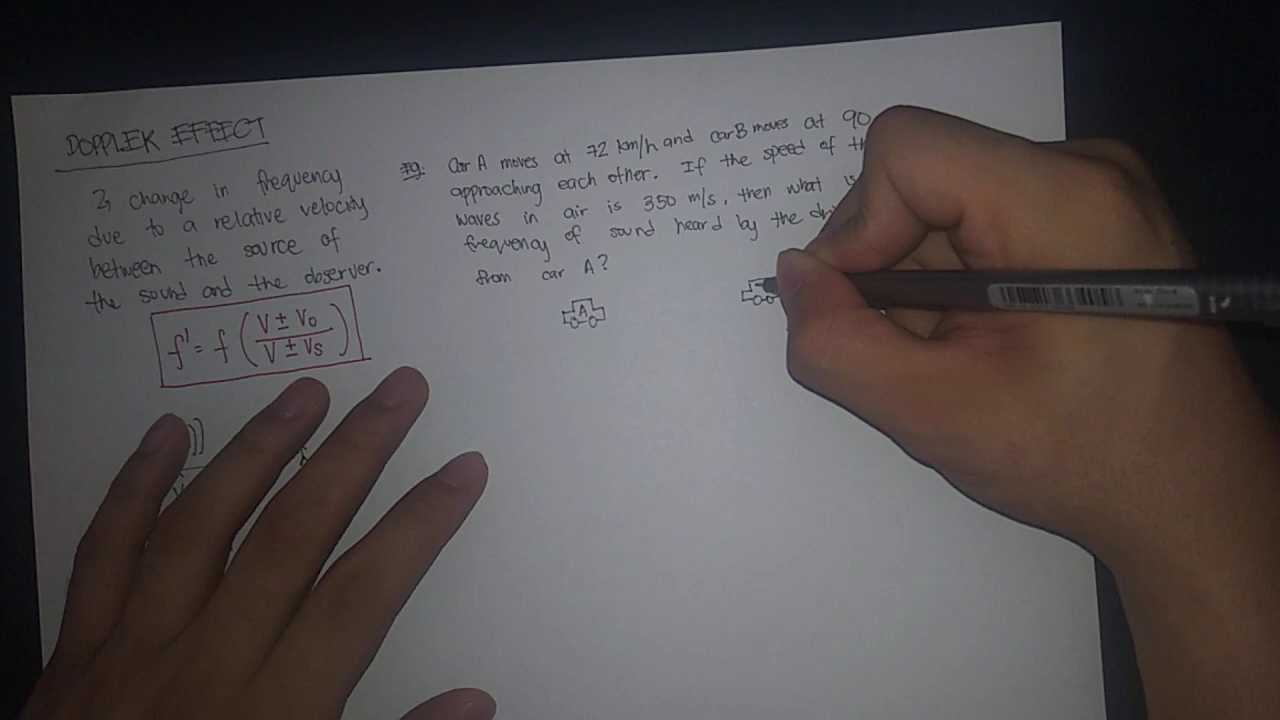 DOPPLER EFFECT
change in frequency
due to a relative velocity
between the source of
the sound and the observer.
f' = f (V ± Vo / V ± Vs)
Eg: Car A moves at 72 km/h and car B moves at 90
approaching each other. If the speed of
waves in air is 350 m/s, then what is
frequency of sound heard by the
from car A?
A